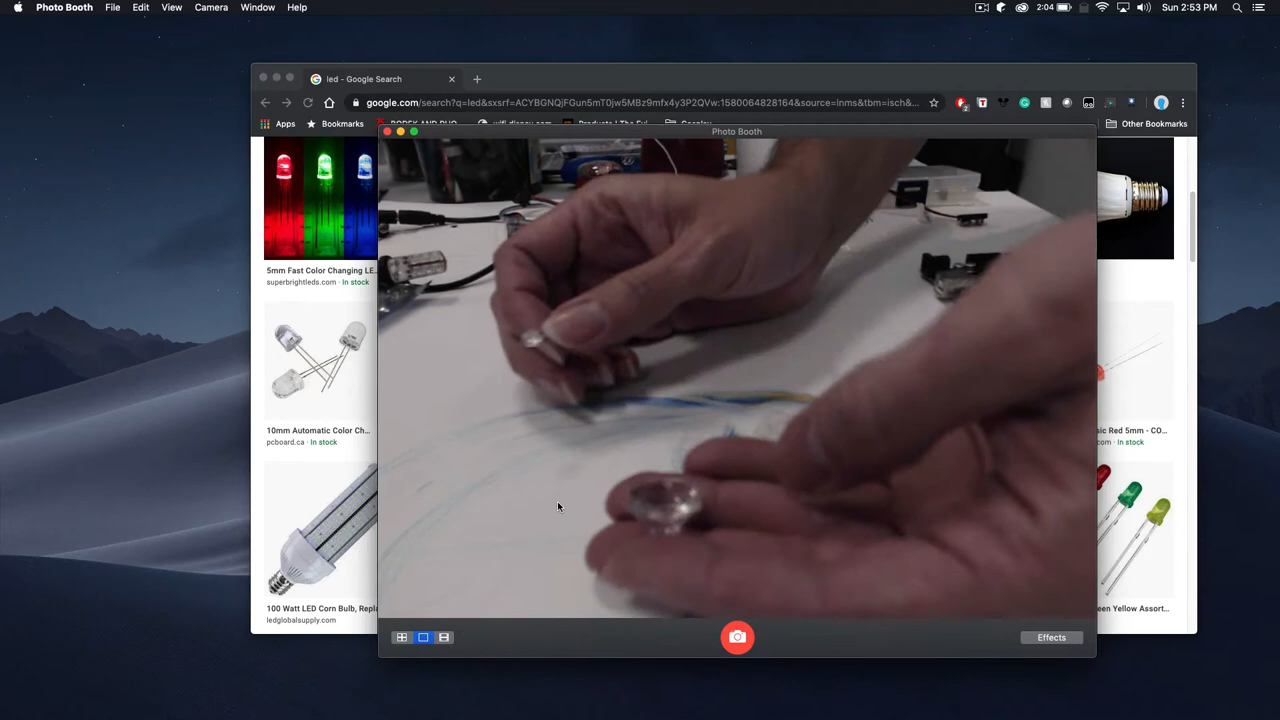 Photo Booth File Edit View Camera Window Help
2:04
Sun 2:53 PM
led - Google Search
google.com/search?q=led&sxsrf=ACYBGNQjFGun5mT0jw5MBz9mfx4y3P2QVw:1580064828164&source=lnms&tbm=isch&...
Apps Bookmarks
Other Bookmarks
Photo Booth
5mm Fast Color Changing LE...
superbrightleds.com · In stock
10mm Automatic Color Ch...
pcboard.ca · In stock
sic Red 5mm - CO...
.com · In stock
100 Watt LED Corn Bulb, Repla
ledglobalsupply.com
een Yellow Assort...
Effects